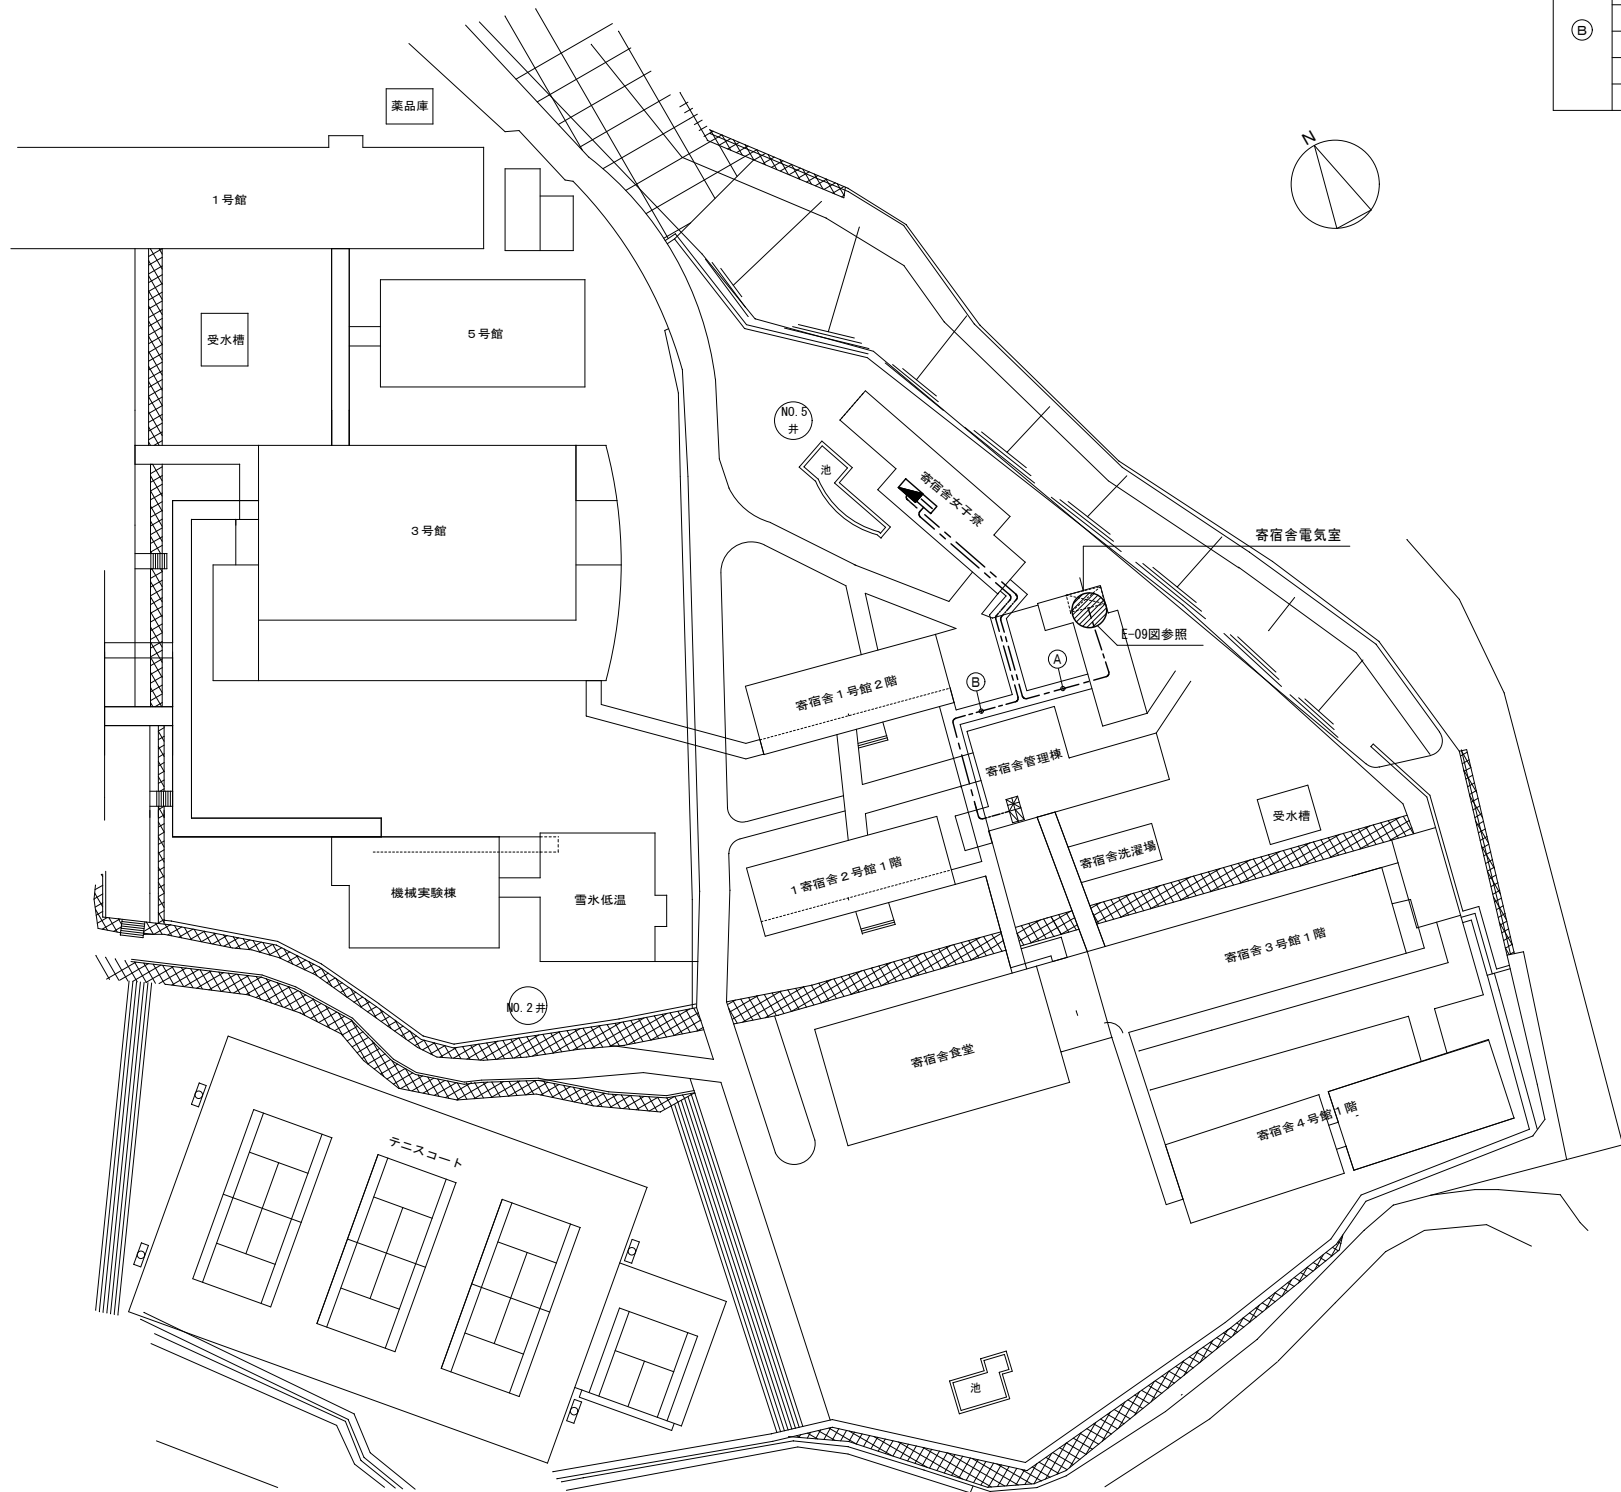 Ⓑ
N
薬品庫
1号館
受水槽
5号館
3号館
NO.5
井
池
寄宿舎女子寮
寄宿舎電気室
E-09図参照
Ⓐ
Ⓑ
寄宿舎1号館2階
寄宿舎管理棟
受水槽
寄宿舎洗濯場
1寄宿舎2号館1階
機械実験棟
雪氷低温
寄宿舎3号館1階
NO.2井
寄宿舎食堂
寄宿舎4号館1階
テニスコート
池